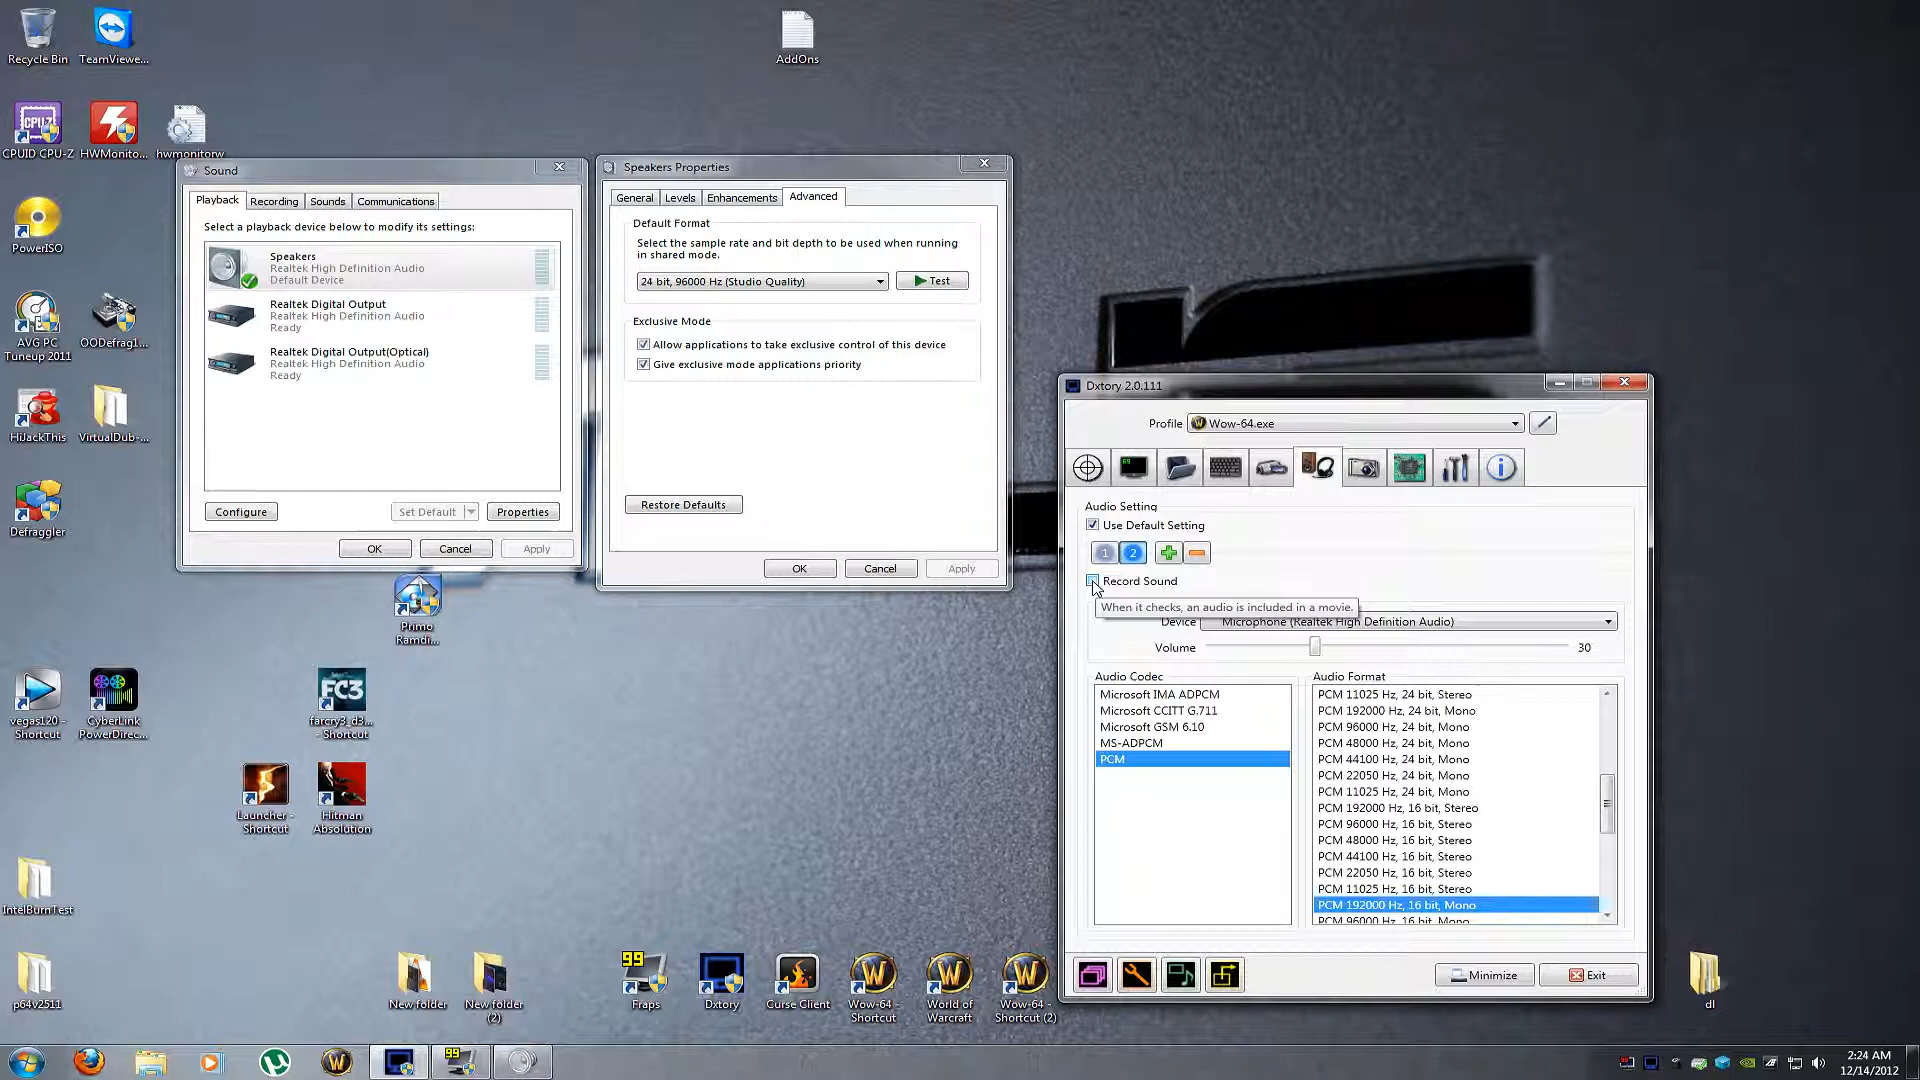 Recycle Bin
TeamViewe...
AddOns
CPUID CPU-Z
HWMonito...
hwmonitorw
PowerISO
AVG PC
Tuneup 2011
OODefrag1...
HiJackThis
VirtualDub-...
Defraggler
Primo
Ramdi...
vegas120 -
Shortcut
CyberLink
PowerDirec...
FC3
farcry3_d3...
- Shortcut
Launcher -
Shortcut
Hitman
Absolution
IntelBurnTest
p64v2511
New folder
New folder
(2)
99
Fraps
Dxtory
Curse Client
Wow-64 -
Shortcut
World of
Warcraft
Wow-64 -
Shortcut (2)
dl
Sound
Playback
Recording
Sounds
Communications
Select a playback device below to modify its settings:
Speakers
Realtek High Definition Audio
Default Device
Realtek Digital Output
Realtek High Definition Audio
Ready
Realtek Digital Output(Optical)
Realtek High Definition Audio
Ready
Configure
Set Default
Properties
OK
Cancel
Apply
Speakers Properties
General
Levels
Enhancements
Advanced
Default Format
Select the sample rate and bit depth to be used when running
in shared mode.
24 bit, 96000 Hz (Studio Quality)
Test
Exclusive Mode
Allow applications to take exclusive control of this device
Give exclusive mode applications priority
Restore Defaults
OK
Cancel
Apply
Dxtory 2.0.111
Profile
Wow-64.exe
Audio Setting
Use Default Setting
1
2
Record Sound
When it checks, an audio is included in a movie.
Device
Microphone (Realtek High Definition Audio)
Volume
30
Audio Codec
Microsoft IMA ADPCM
Microsoft CCITT G.711
Microsoft GSM 6.10
MS-ADPCM
PCM
Audio Format
PCM 11025 Hz, 24 bit, Stereo
PCM 192000 Hz, 24 bit, Mono
PCM 96000 Hz, 24 bit, Mono
PCM 48000 Hz, 24 bit, Mono
PCM 44100 Hz, 24 bit, Mono
PCM 22050 Hz, 24 bit, Mono
PCM 11025 Hz, 24 bit, Mono
PCM 192000 Hz, 16 bit, Stereo
PCM 96000 Hz, 16 bit, Stereo
PCM 48000 Hz, 16 bit, Stereo
PCM 44100 Hz, 16 bit, Stereo
PCM 22050 Hz, 16 bit, Stereo
PCM 11025 Hz, 16 bit, Stereo
PCM 192000 Hz, 16 bit, Mono
PCM 96000 Hz, 16 bit, Mono
Minimize
Exit
99
2:24 AM
12/14/2012